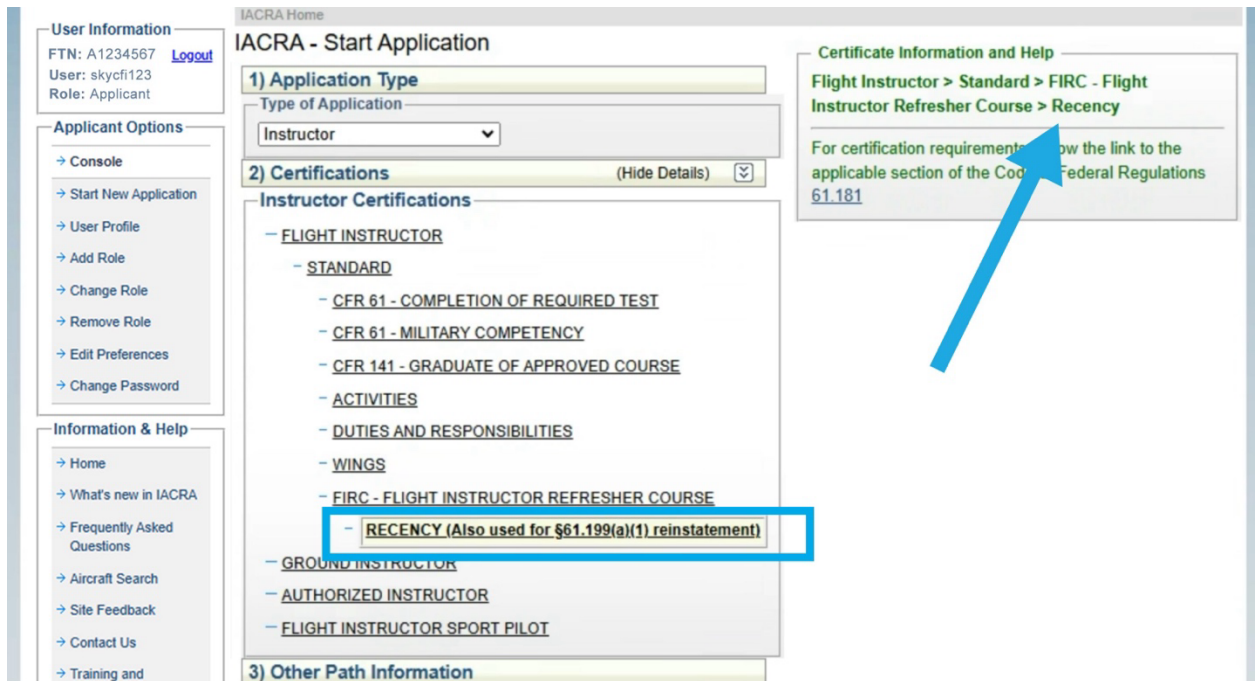 IACRA Home
User Information
FTN: A1234567 Logout
User: skycfi123
Role: Applicant
Applicant Options
Console
Start New Application
User Profile
Add Role
Change Role
Remove Role
Edit Preferences
Change Password
Information & Help
Home
What's new in IACRA
Frequently Asked
Questions
Aircraft Search
Site Feedback
Contact Us
Training and
IACRA - Start Application
1) Application Type
Type of Application
Instructor
2) Certifications (Hide Details)
Instructor Certifications
FLIGHT INSTRUCTOR
STANDARD
CFR 61 - COMPLETION OF REQUIRED TEST
CFR 61 - MILITARY COMPETENCY
CFR 141 - GRADUATE OF APPROVED COURSE
ACTIVITIES
DUTIES AND RESPONSIBILITIES
WINGS
FIRC - FLIGHT INSTRUCTOR REFRESHER COURSE
RECENCY (Also used for §61.199(a)(1) reinstatement)
GROUND INSTRUCTOR
AUTHORIZED INSTRUCTOR
FLIGHT INSTRUCTOR SPORT PILOT
3) Other Path Information
Certificate Information and Help
Flight Instructor > Standard > FIRC - Flight
Instructor Refresher Course > Recency
For certification requirements the link to the
applicable section of the Federal Regulations
61.181